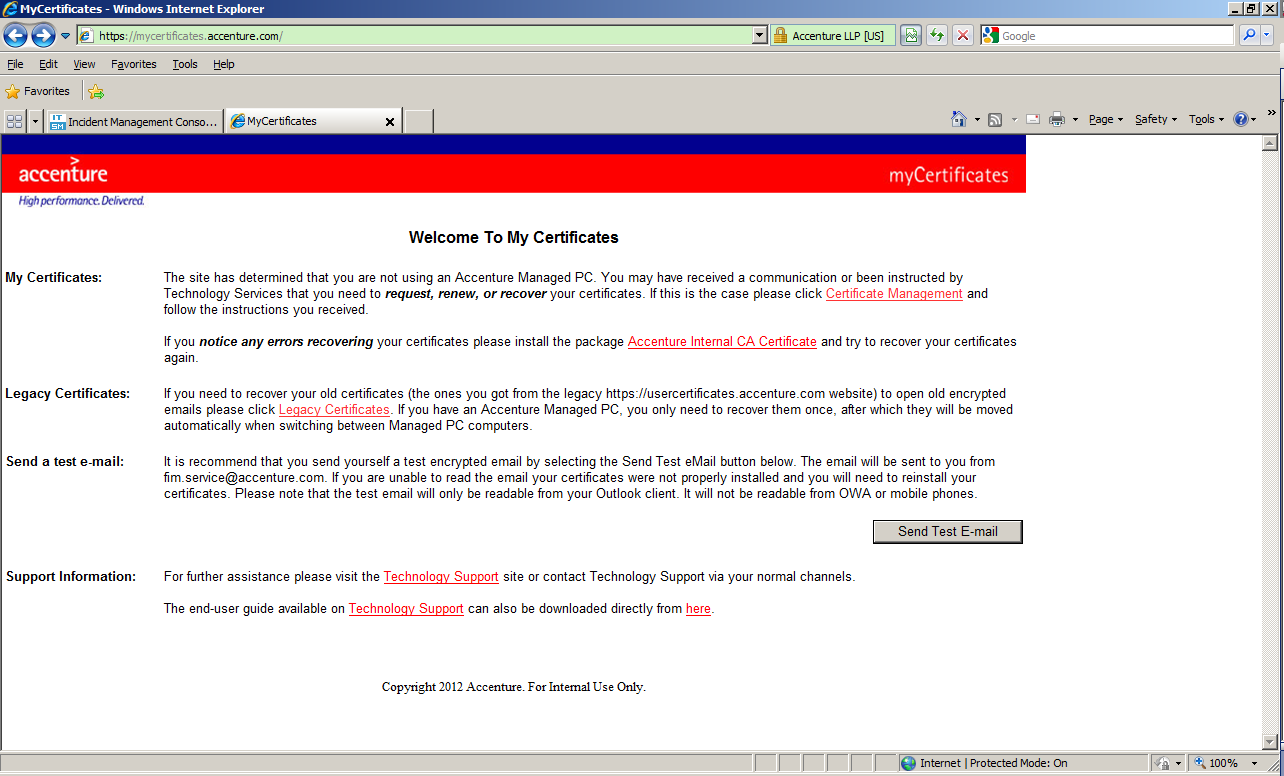 MyCertificates - Windows Internet Explorer
https://mycertificates.accenture.com/
Accenture LLP [US]
Google
File Edit View Favorites Tools Help
Favorites
IT SM Incident Management Conso...
MyCertificates
Page Safety Tools
accenture
myCertificates
High performance. Delivered.
Welcome To My Certificates
My Certificates:
The site has determined that you are not using an Accenture Managed PC. You may have received a communication or been instructed by
Technology Services that you need to request, renew, or recover your certificates. If this is the case please click Certificate Management and
follow the instructions you received.
If you notice any errors recovering your certificates please install the package Accenture Internal CA Certificate and try to recover your certificates
again.
Legacy Certificates:
If you need to recover your old certificates (the ones you got from the legacy https://usercertificates.accenture.com website) to open old encrypted
emails please click Legacy Certificates. If you have an Accenture Managed PC, you only need to recover them once, after which they will be moved
automatically when switching between Managed PC computers.
Send a test e-mail:
It is recommend that you send yourself a test encrypted email by selecting the Send Test eMail button below. The email will be sent to you from
fim.service@accenture.com. If you are unable to read the email your certificates were not properly installed and you will need to reinstall your
certificates. Please note that the test email will only be readable from your Outlook client. It will not be readable from OWA or mobile phones.
Send Test E-mail
Support Information:
For further assistance please visit the Technology Support site or contact Technology Support via your normal channels.
The end-user guide available on Technology Support can also be downloaded directly from here.
Copyright 2012 Accenture. For Internal Use Only.
Internet | Protected Mode: On
100%